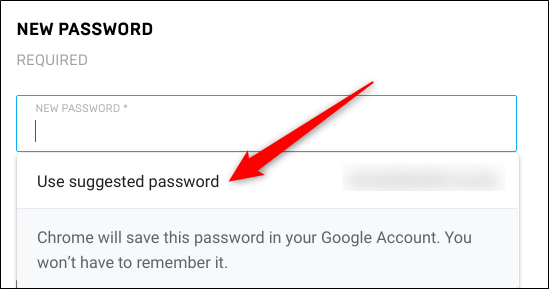 NEW PASSWORD
REQUIRED
NEW PASSWORD *
Use suggested password
Chrome will save this password in your Google Account. You
won't have to remember it.